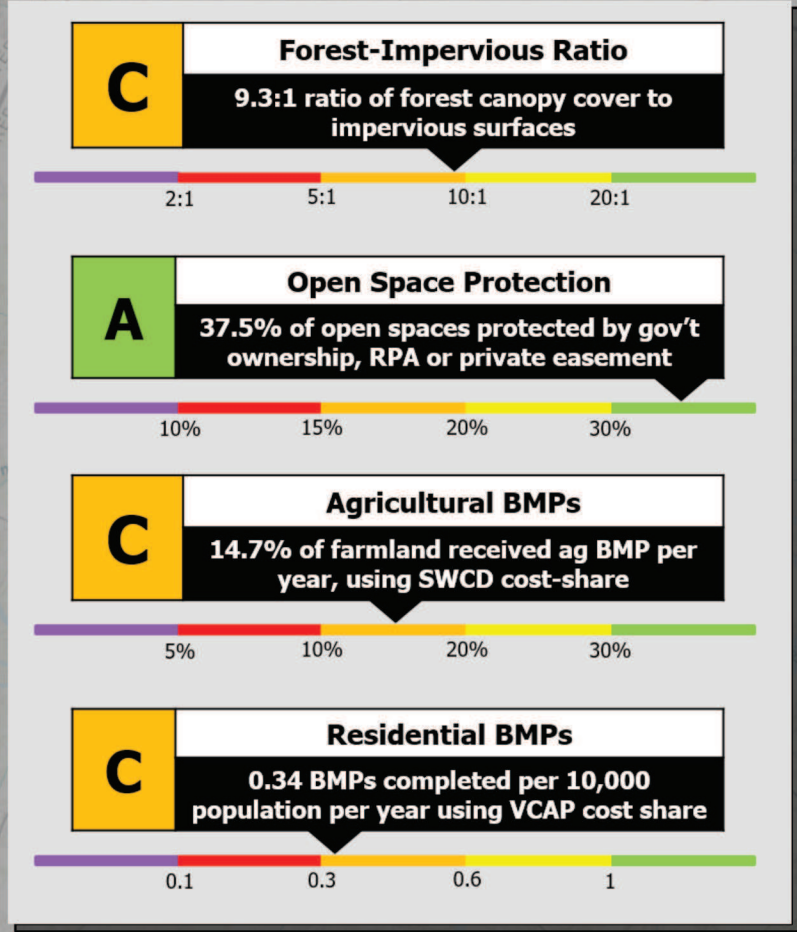 C
Forest-Impervious Ratio
9.3:1 ratio of forest canopy cover to
impervious surfaces
2:1 5:1 10:1 20:1
A
Open Space Protection
37.5% of open spaces protected by gov't
ownership, RPA or private easement
10% 15% 20% 30%
C
Agricultural BMPs
14.7% of farmland received ag BMP per
year, using SWCD cost-share
5% 10% 20% 30%
C
Residential BMPs
0.34 BMPs completed per 10,000
population per year using VCAP cost share
0.1 0.3 0.6 1